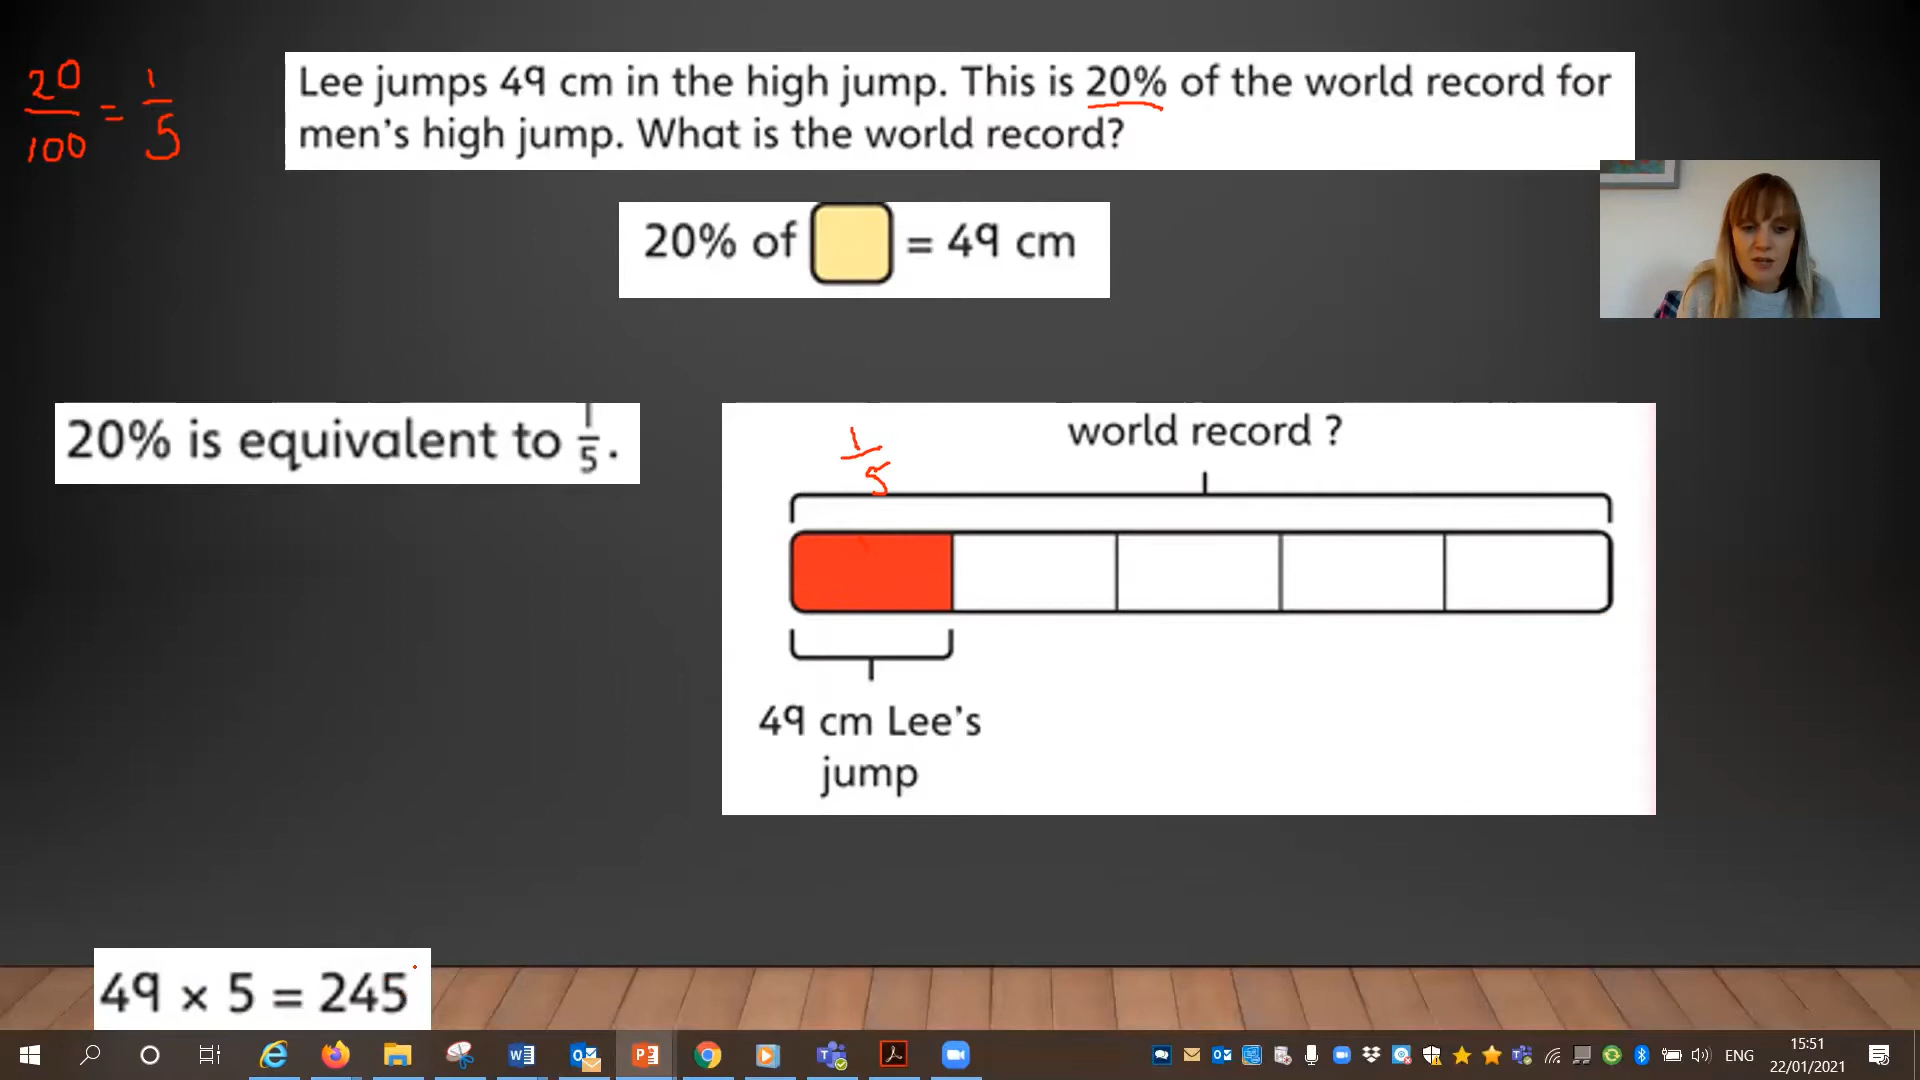 20/100 = 1/5
Lee jumps 49 cm in the high jump. This is 20% of the world record for
men's high jump. What is the world record?
20% of = 49 cm
20% is equivalent to 1/5.
1/5
world record ?
49 cm Lee's
jump
49 × 5 = 245
ENG
15:51
22/01/2021